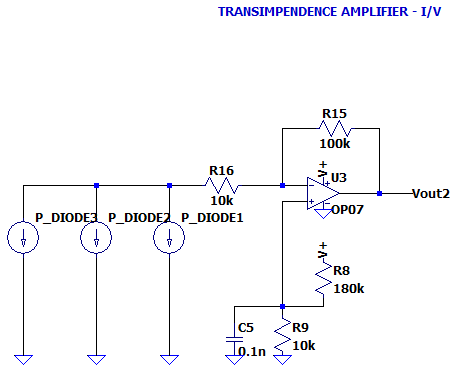 TRANSIMPENDENCE AMPLIFIER - I/V
R15
100k
R16
10k
V+
U3
OP07
Vout2
P_DIODE3
P_DIODE2
P_DIODE1
V+
R8
180k
C5
0.1n
R9
10k